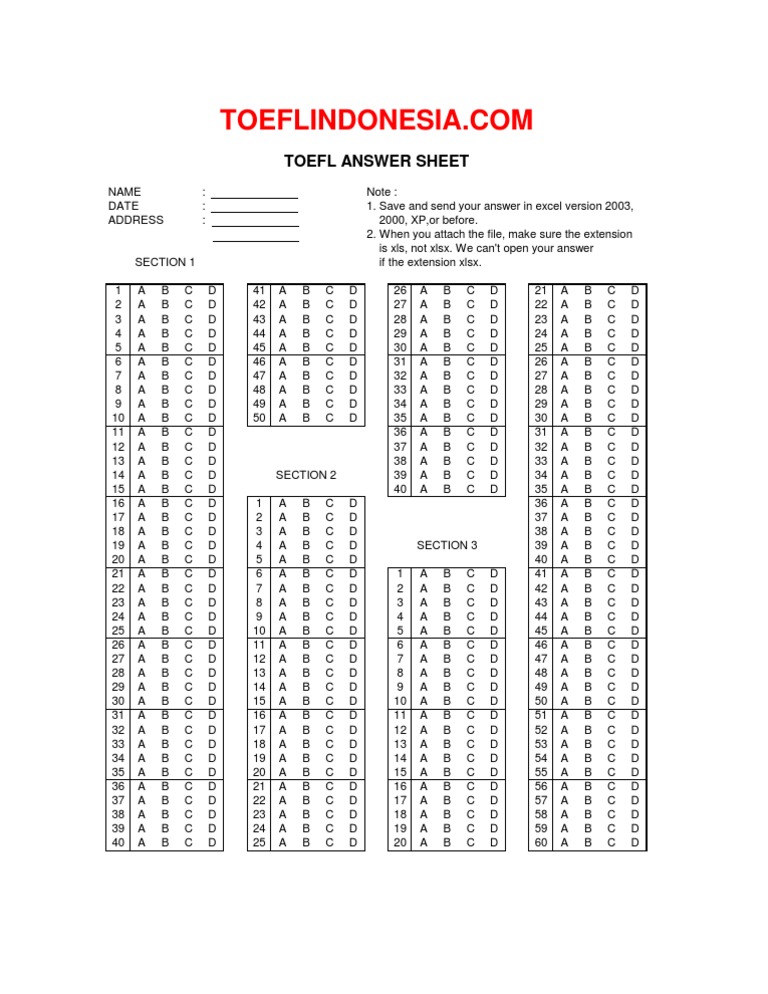 TOEFLINDONESIA.COM
TOEFL ANSWER SHEET
NAME :
DATE :
ADDRESS :
Note :
1. Save and send your answer in excel version 2003,
2000, XP,or before.
2. When you attach the file, make sure the extension
is xls, not xlsx. We can't open your answer
if the extension xlsx.
SECTION 1
1 A B C D
2 A B C D
3 A B C D
4 A B C D
5 A B C D
6 A B C D
7 A B C D
8 A B C D
9 A B C D
10 A B C D
11 A B C D
12 A B C D
13 A B C D
14 A B C D
15 A B C D
16 A B C D
17 A B C D
18 A B C D
19 A B C D
20 A B C D
21 A B C D
22 A B C D
23 A B C D
24 A B C D
25 A B C D
26 A B C D
27 A B C D
28 A B C D
29 A B C D
30 A B C D
31 A B C D
32 A B C D
33 A B C D
34 A B C D
35 A B C D
36 A B C D
37 A B C D
38 A B C D
39 A B C D
40 A B C D
41 A B C D
42 A B C D
43 A B C D
44 A B C D
45 A B C D
46 A B C D
47 A B C D
48 A B C D
49 A B C D
50 A B C D
SECTION 2
1 A B C D
2 A B C D
3 A B C D
4 A B C D
5 A B C D
6 A B C D
7 A B C D
8 A B C D
9 A B C D
10 A B C D
11 A B C D
12 A B C D
13 A B C D
14 A B C D
15 A B C D
16 A B C D
17 A B C D
18 A B C D
19 A B C D
20 A B C D
21 A B C D
22 A B C D
23 A B C D
24 A B C D
25 A B C D
26 A B C D
27 A B C D
28 A B C D
29 A B C D
30 A B C D
31 A B C D
32 A B C D
33 A B C D
34 A B C D
35 A B C D
36 A B C D
37 A B C D
38 A B C D
39 A B C D
40 A B C D
SECTION 3
1 A B C D
2 A B C D
3 A B C D
4 A B C D
5 A B C D
6 A B C D
7 A B C D
8 A B C D
9 A B C D
10 A B C D
11 A B C D
12 A B C D
13 A B C D
14 A B C D
15 A B C D
16 A B C D
17 A B C D
18 A B C D
19 A B C D
20 A B C D
21 A B C D
22 A B C D
23 A B C D
24 A B C D
25 A B C D
26 A B C D
27 A B C D
28 A B C D
29 A B C D
30 A B C D
31 A B C D
32 A B C D
33 A B C D
34 A B C D
35 A B C D
36 A B C D
37 A B C D
38 A B C D
39 A B C D
40 A B C D
41 A B C D
42 A B C D
43 A B C D
44 A B C D
45 A B C D
46 A B C D
47 A B C D
48 A B C D
49 A B C D
50 A B C D
51 A B C D
52 A B C D
53 A B C D
54 A B C D
55 A B C D
56 A B C D
57 A B C D
58 A B C D
59 A B C D
60 A B C D